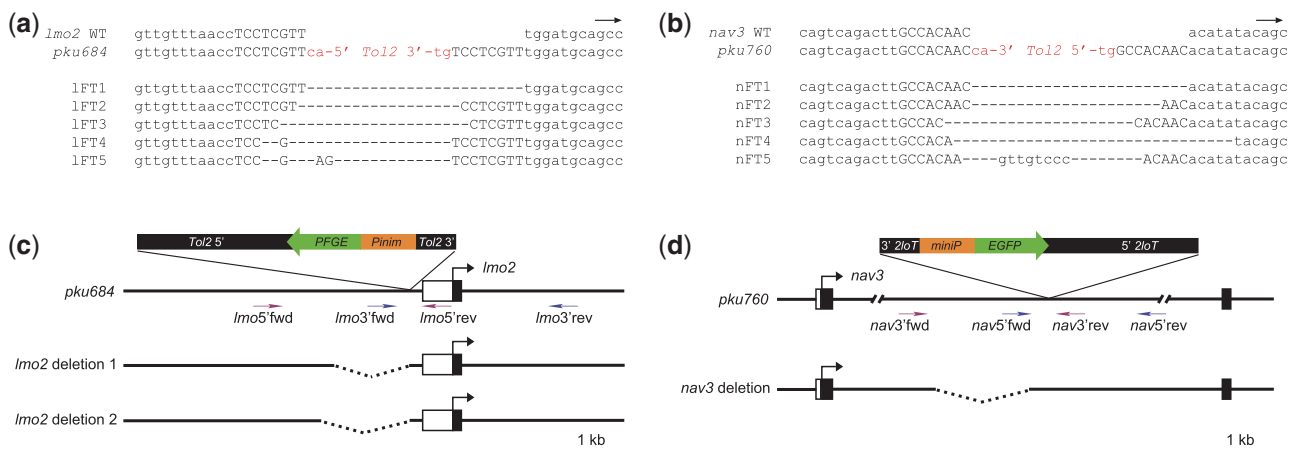 (a)
lmo2 WT gttgtttaaccTCCTCGTT tggatgcagcc
pku684 gttgtttaaccTCCTCGTTca-5' Tol2 3'-tgTCCTCGTTtggatgcagcc
lFT1 gttgtttaaccTCCTCGTT----------------------tggatgcagcc
lFT2 gttgtttaaccTCCTCGT----------------CCTCGTTtggatgcagcc
lFT3 gttgtttaaccTCCTC-------------------CTCGTTtggatgcagcc
lFT4 gttgtttaaccTCC--G----------------TCCTCGTTtggatgcagcc
lFT5 gttgtttaaccTCC--G---AG-----------TCCTCGTTtggatgcagcc
(b)
nav3 WT cagtcagacttGCCACAAC acatatacagc
pku760 cagtcagacttGCCACAACca-3' Tol2 5'-tgGCCACAACacatatacagc
nFT1 cagtcagacttGCCACAAC----------------------acatatacagc
nFT2 cagtcagacttGCCACAAC-------------------AACacatatacagc
nFT3 cagtcagacttGCCAC-------------------CACAACacatatacagc
nFT4 cagtcagacttGCCACA----------------------------tacagc
nFT5 cagtcagacttGCCACAA----gttgtccc-------ACAACacatatacagc
(c)
Tol2 5' PFGE Pinim Tol2 3'
lmo2
pku684
lmo5'fwd lmo3'fwd lmo5'rev lmo3'rev
lmo2 deletion 1
lmo2 deletion 2
1 kb
(d)
3' 2loT miniP EGFP 5' 2loT
nav3
pku760
nav3'fwd nav5'fwd nav3'rev nav5'rev
nav3 deletion
1 kb